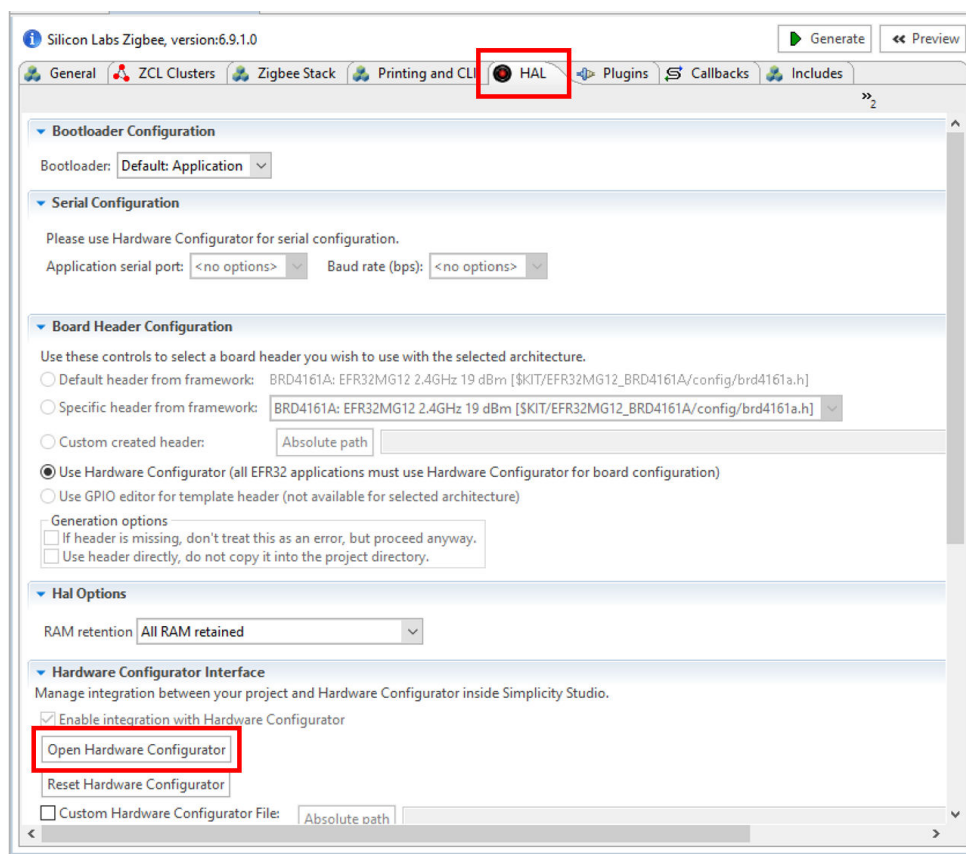 Silicon Labs Zigbee, version:6.9.1.0
Generate
Preview
General
ZCL Clusters
Zigbee Stack
Printing and CLI
HAL
Plugins
Callbacks
Includes
»2
Bootloader Configuration
Bootloader: Default: Application
Serial Configuration
Please use Hardware Configurator for serial configuration.
Application serial port: <no options> Baud rate (bps): <no options>
Board Header Configuration
Use these controls to select a board header you wish to use with the selected architecture.
Default header from framework: BRD4161A: EFR32MG12 2.4GHz 19 dBm [$KIT/EFR32MG12_BRD4161A/config/brd4161a.h]
Specific header from framework: BRD4161A: EFR32MG12 2.4GHz 19 dBm [$KIT/EFR32MG12_BRD4161A/config/brd4161a.h]
Custom created header: Absolute path
Use Hardware Configurator (all EFR32 applications must use Hardware Configurator for board configuration)
Use GPIO editor for template header (not available for selected architecture)
Generation options
If header is missing, don't treat this as an error, but proceed anyway.
Use header directly, do not copy it into the project directory.
Hal Options
RAM retention All RAM retained
Hardware Configurator Interface
Manage integration between your project and Hardware Configurator inside Simplicity Studio.
Enable integration with Hardware Configurator
Open Hardware Configurator
Reset Hardware Configurator
Custom Hardware Configurator File: Absolute path